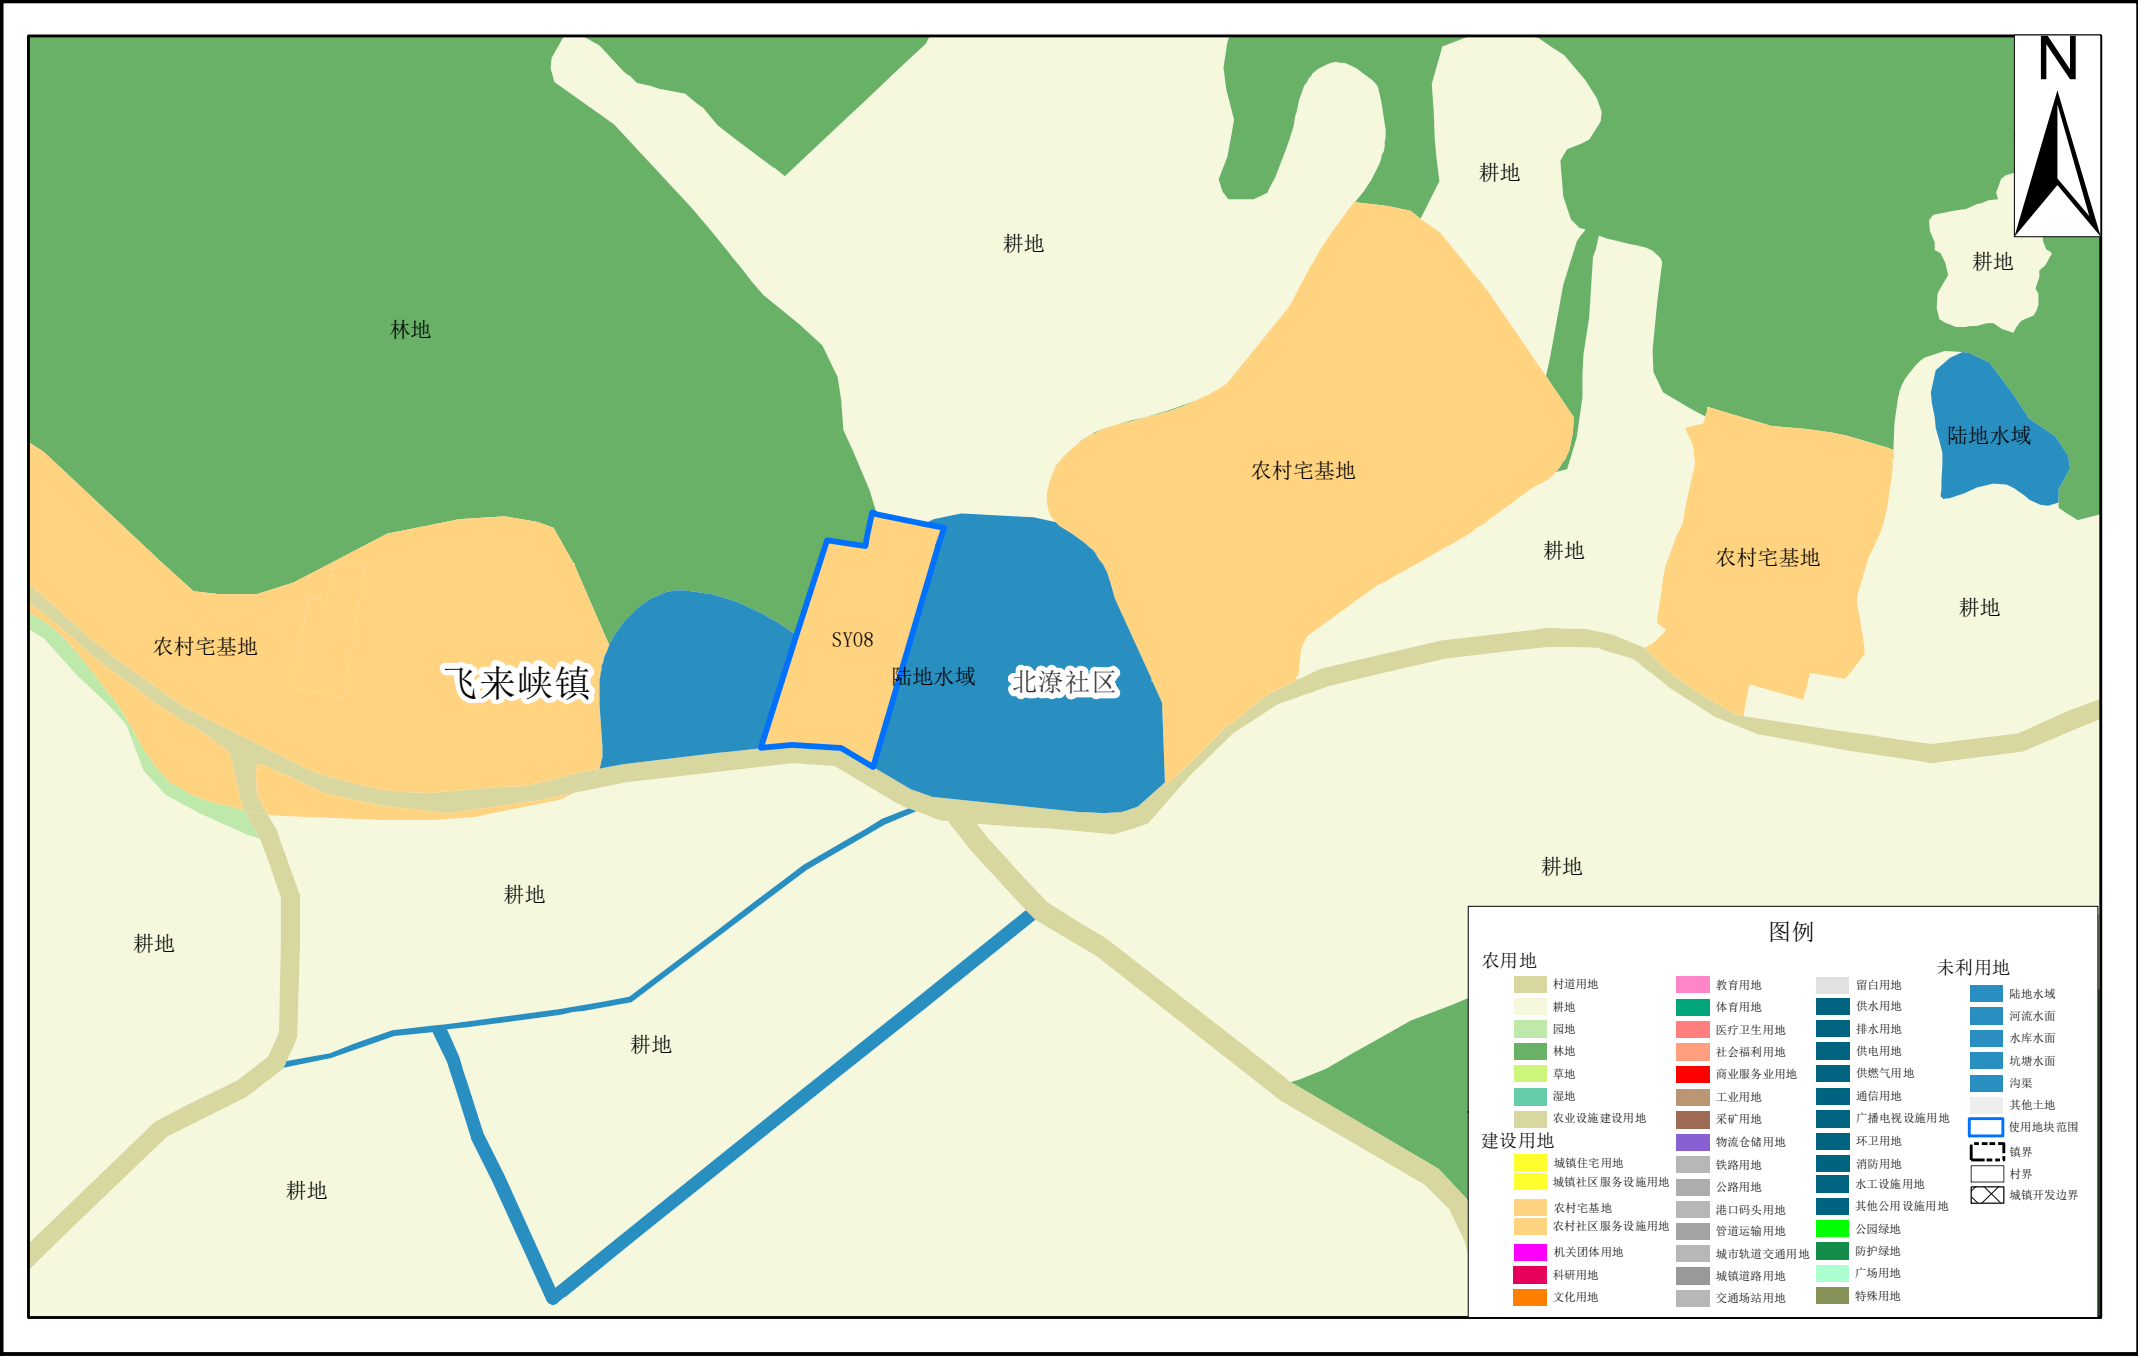 N
耕地
耕地
耕地
林地
陆地水域
农村宅基地
耕地
农村宅基地
耕地
SY08
农村宅基地
陆地水域
北潦社区
飞来峡镇
耕地
耕地
耕地
耕地
耕地
图例
农用地
村道用地
耕地
园地
林地
草地
湿地
农业设施建设用地
建设用地
城镇住宅用地
城镇社区服务设施用地
农村宅基地
农村社区服务设施用地
机关团体用地
科研用地
文化用地
教育用地
体育用地
医疗卫生用地
社会福利用地
商业服务业用地
工业用地
采矿用地
物流仓储用地
铁路用地
公路用地
港口码头用地
管道运输用地
城市轨道交通用地
城镇道路用地
交通场站用地
留白用地
供水用地
排水用地
供电用地
供燃气用地
通信用地
广播电视设施用地
环卫用地
消防用地
水工设施用地
其他公用设施用地
公园绿地
防护绿地
广场用地
特殊用地
未利用地
陆地水域
河流水面
水库水面
坑塘水面
沟渠
其他土地
使用地块范围
镇界
村界
城镇开发边界